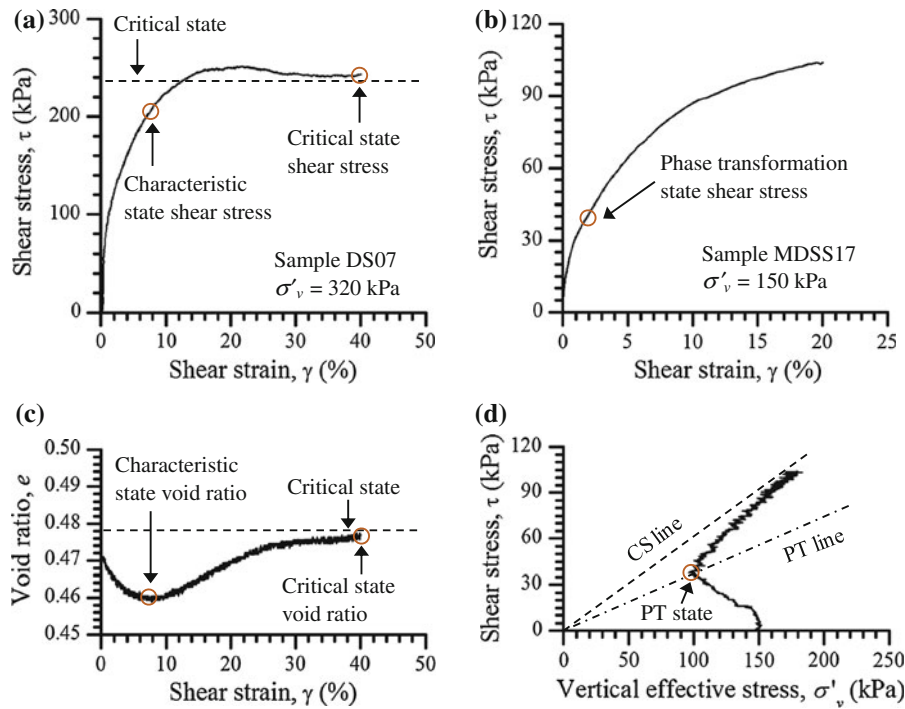 (a)
300
200
100
0
Shear stress, τ (kPa)
Critical state
Characteristic
state shear stress
Critical state
shear stress
Sample DS07
σ'v = 320 kPa
0 10 20 30 40 50
Shear strain, γ (%)
(b)
120
90
60
30
0
Shear stress, τ (kPa)
Phase transformation
state shear stress
Sample MDSS17
σ'v = 150 kPa
0 5 10 15 20 25
Shear strain, γ (%)
(c)
0.50
0.49
0.48
0.47
0.46
0.45
Void ratio, e
Characteristic
state void ratio
Critical state
Critical state
void ratio
0 10 20 30 40 50
Shear strain, γ (%)
(d)
120
90
60
30
0
Shear stress, τ (kPa)
CS line
PT line
PT state
0 50 100 150 200 250
Vertical effective stress, σ'v (kPa)